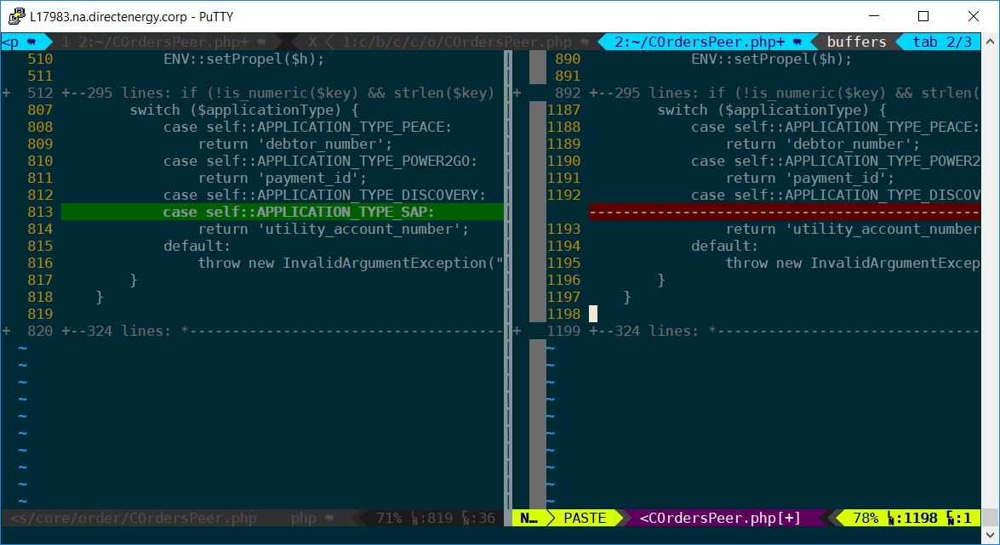 L17983.na.directenergy.corp - PuTTY
<p 1 2:~/COrdersPeer.php+ X 1:c/b/c/c/o/COrdersPeer.php 2:~/COrdersPeer.php+ buffers tab 2/3
510 ENV::setPropel($h);
511
+ 512 +--295 lines: if (!is_numeric($key) && strlen($key)
807 switch ($applicationType) {
808 case self::APPLICATION_TYPE_PEACE:
809 return 'debtor_number';
810 case self::APPLICATION_TYPE_POWER2GO:
811 return 'payment_id';
812 case self::APPLICATION_TYPE_DISCOVERY:
813 case self::APPLICATION_TYPE_SAP:
814 return 'utility_account_number';
815 default:
816 throw new InvalidArgumentException("
817 }
818 }
819
+ 820 +--324 lines: *-------------------------------------
~
~
~
~
~
~
~
~
~
~
<s/core/order/COrdersPeer.php php 71% LN:819 CN:36
890 ENV::setPropel($h);
891
+ 892 +--295 lines: if (!is_numeric($key) && strlen(
1187 switch ($applicationType) {
1188 case self::APPLICATION_TYPE_PEACE:
1189 return 'debtor_number';
1190 case self::APPLICATION_TYPE_POWER2
1191 return 'payment_id';
1192 case self::APPLICATION_TYPE_DISCOV
----------------------------------------------
1193 return 'utility_account_number
1194 default:
1195 throw new InvalidArgumentExcep
1196 }
1197 }
1198
+ 1199 +--324 lines: *-------------------------------
~
~
~
~
~
~
~
~
~
~
N… PASTE <COrdersPeer.php[+] 78% LN:1198 CN:1